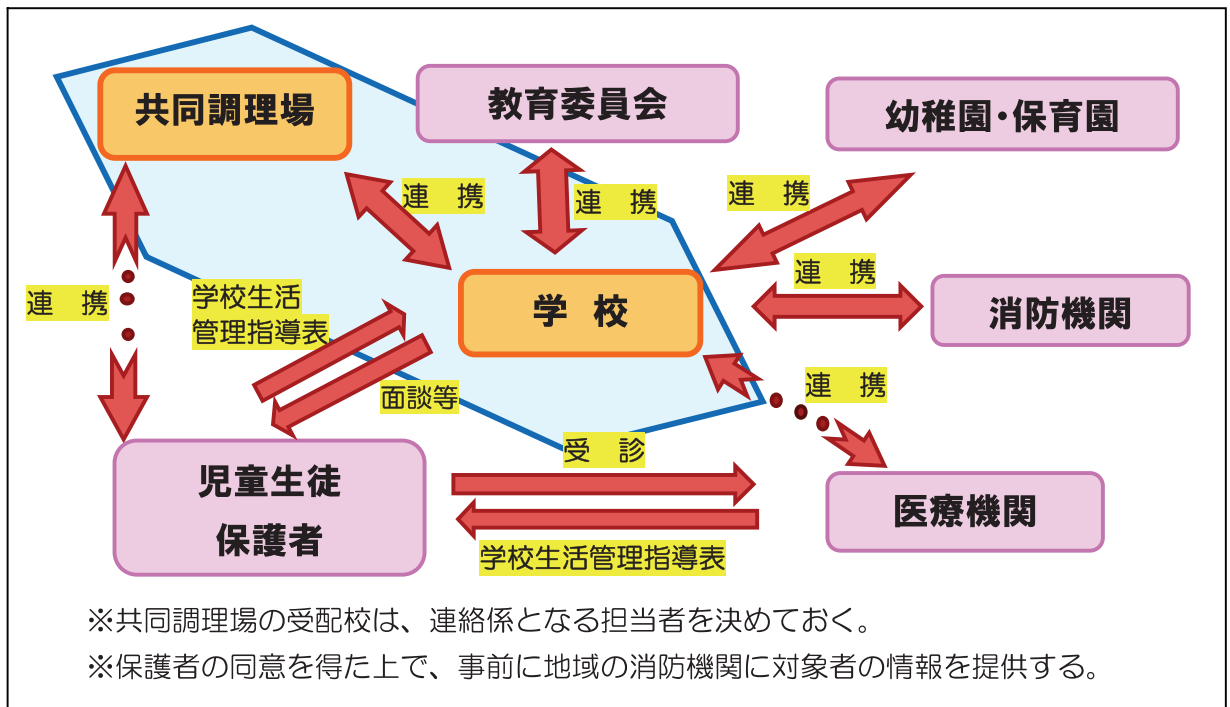 共同調理場
教育委員会
幼稚園・保育園
連　携
連　携
連　携
連　携
学　校
消防機関
連　携
学校生活
管理指導表
面談等
連　携
受　診
児童生徒
保護者
医療機関
学校生活管理指導表
※共同調理場の受配校は、連絡係となる担当者を決めておく。
※保護者の同意を得た上で、事前に地域の消防機関に対象者の情報を提供する。